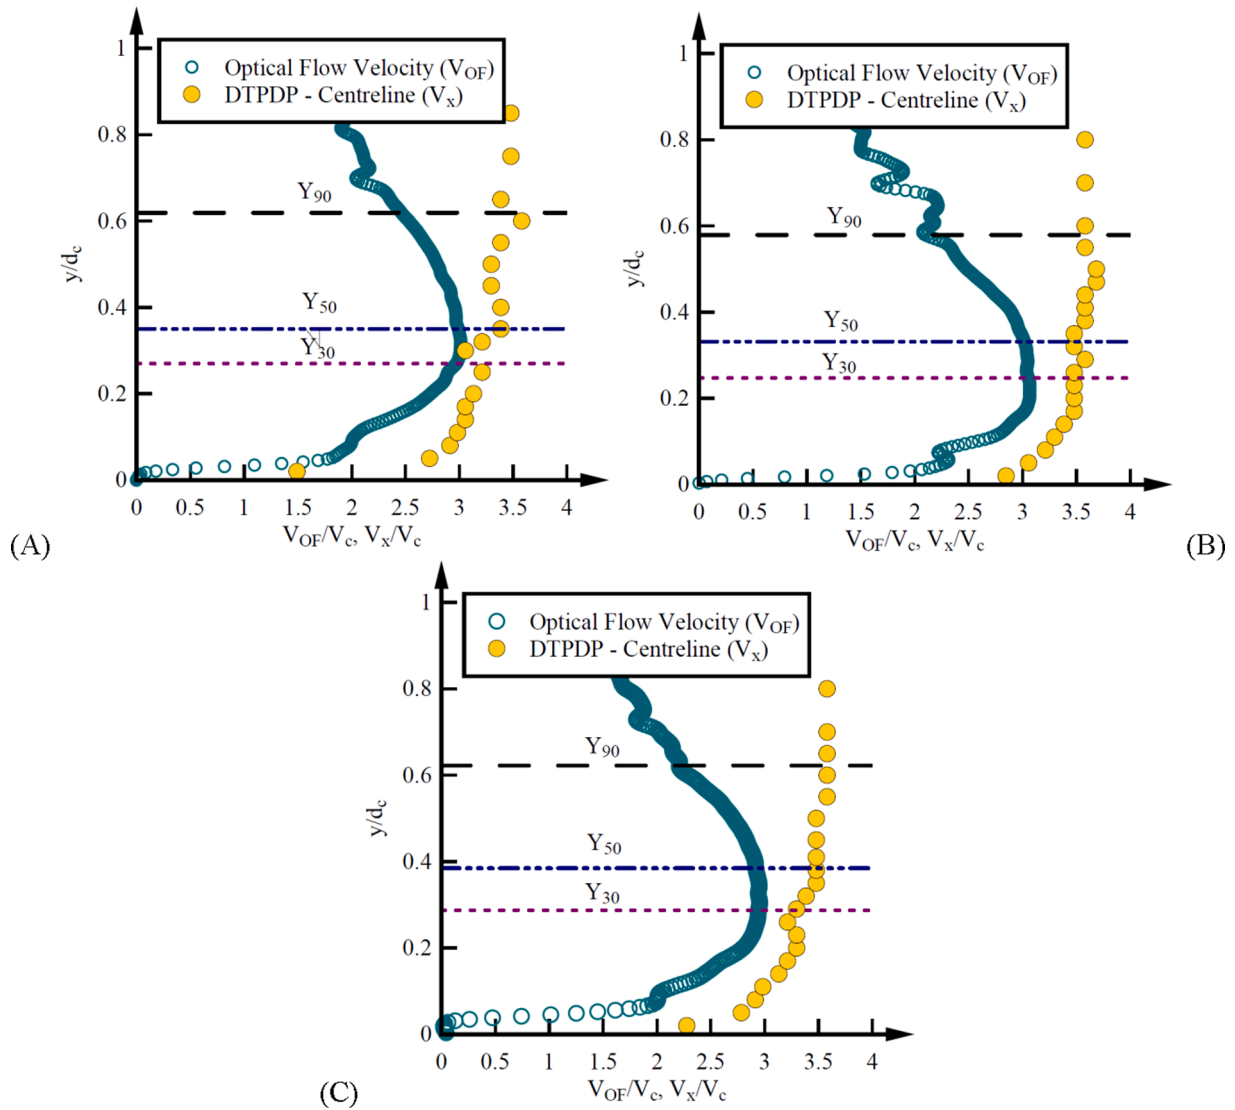 1
Optical Flow Velocity (VOF)
DTPDP - Centreline (Vx)
0.8
Y90
0.6
y/dc
0.4
Y50
Y30
0.2
0
0 0.5 1 1.5 2 2.5 3 3.5 4
VOF/Vc, Vx/Vc
(A)
1
Optical Flow Velocity (VOF)
DTPDP - Centreline (Vx)
0.8
Y90
0.6
y/dc
0.4
Y50
Y30
0.2
0
0 0.5 1 1.5 2 2.5 3 3.5 4
VOF/Vc, Vx/Vc
(B)
1
Optical Flow Velocity (VOF)
DTPDP - Centreline (Vx)
0.8
Y90
0.6
y/dc
0.4
Y50
Y30
0.2
0
0 0.5 1 1.5 2 2.5 3 3.5 4
VOF/Vc, Vx/Vc
(C)